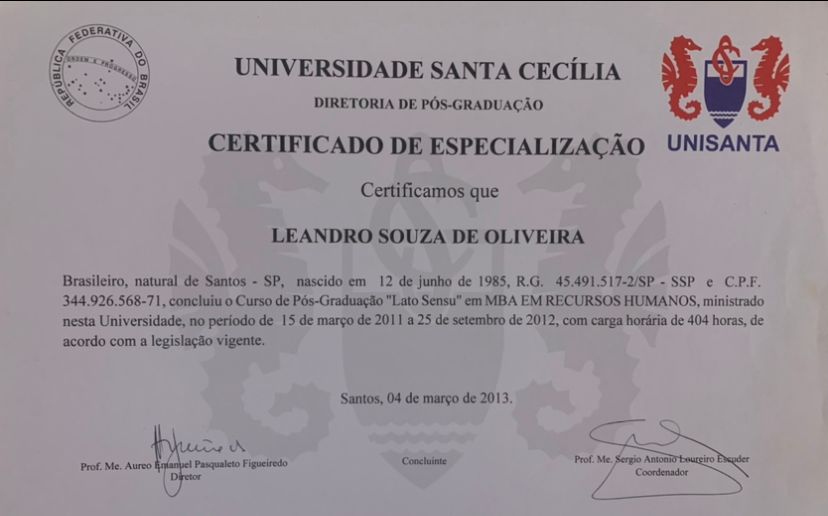 REPÚBLICA FEDERATIVA DO BRASIL
ORDEM E PROGRESSO
UNIVERSIDADE SANTA CECÍLIA
DIRETORIA DE PÓS-GRADUAÇÃO
UNISANTA
CERTIFICADO DE ESPECIALIZAÇÃO
Certificamos que
LEANDRO SOUZA DE OLIVEIRA
Brasileiro, natural de Santos - SP, nascido em 12 de junho de 1985, R.G. 45.491.517-2/SP - SSP e C.P.F.
344.926.568-71, concluiu o Curso de Pós-Graduação "Lato Sensu" em MBA EM RECURSOS HUMANOS, ministrado
nesta Universidade, no período de 15 de março de 2011 a 25 de setembro de 2012, com carga horária de 404 horas, de
acordo com a legislação vigente.
Santos, 04 de março de 2013.
Prof. Me. Aureo Emanuel Pasqualeto Figueiredo
Diretor
Concluinte
Prof. Me. Sergio Antonio Loureiro Escuder
Coordenador